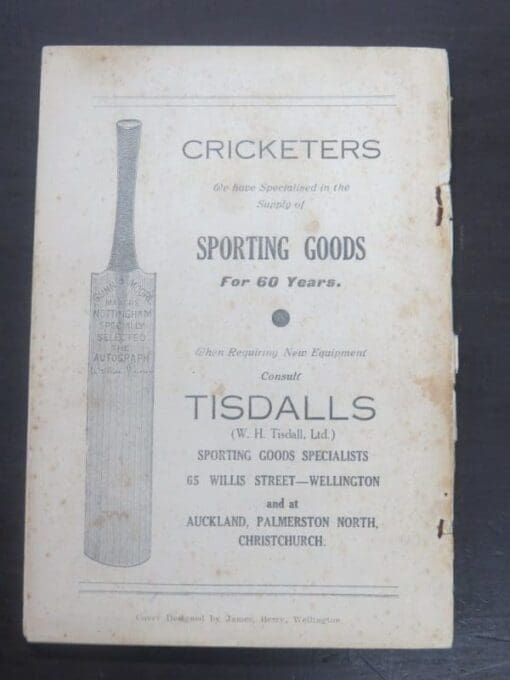 CRICKETERS
We have Specialised in the
Supply of
SPORTING GOODS
For 60 Years.
When Requiring New Equipment
Consult
TISDALLS
(W. H. Tisdall, Ltd.)
SPORTING GOODS SPECIALISTS
65 WILLIS STREET—WELLINGTON
and at
AUCKLAND, PALMERSTON NORTH,
CHRISTCHURCH.
GUNN & MOORE
MAKERS
NOTTINGHAM
SPECIALLY
SELECTED
THE
AUTOGRAPH
Cover Designed by James, Berry, Wellington